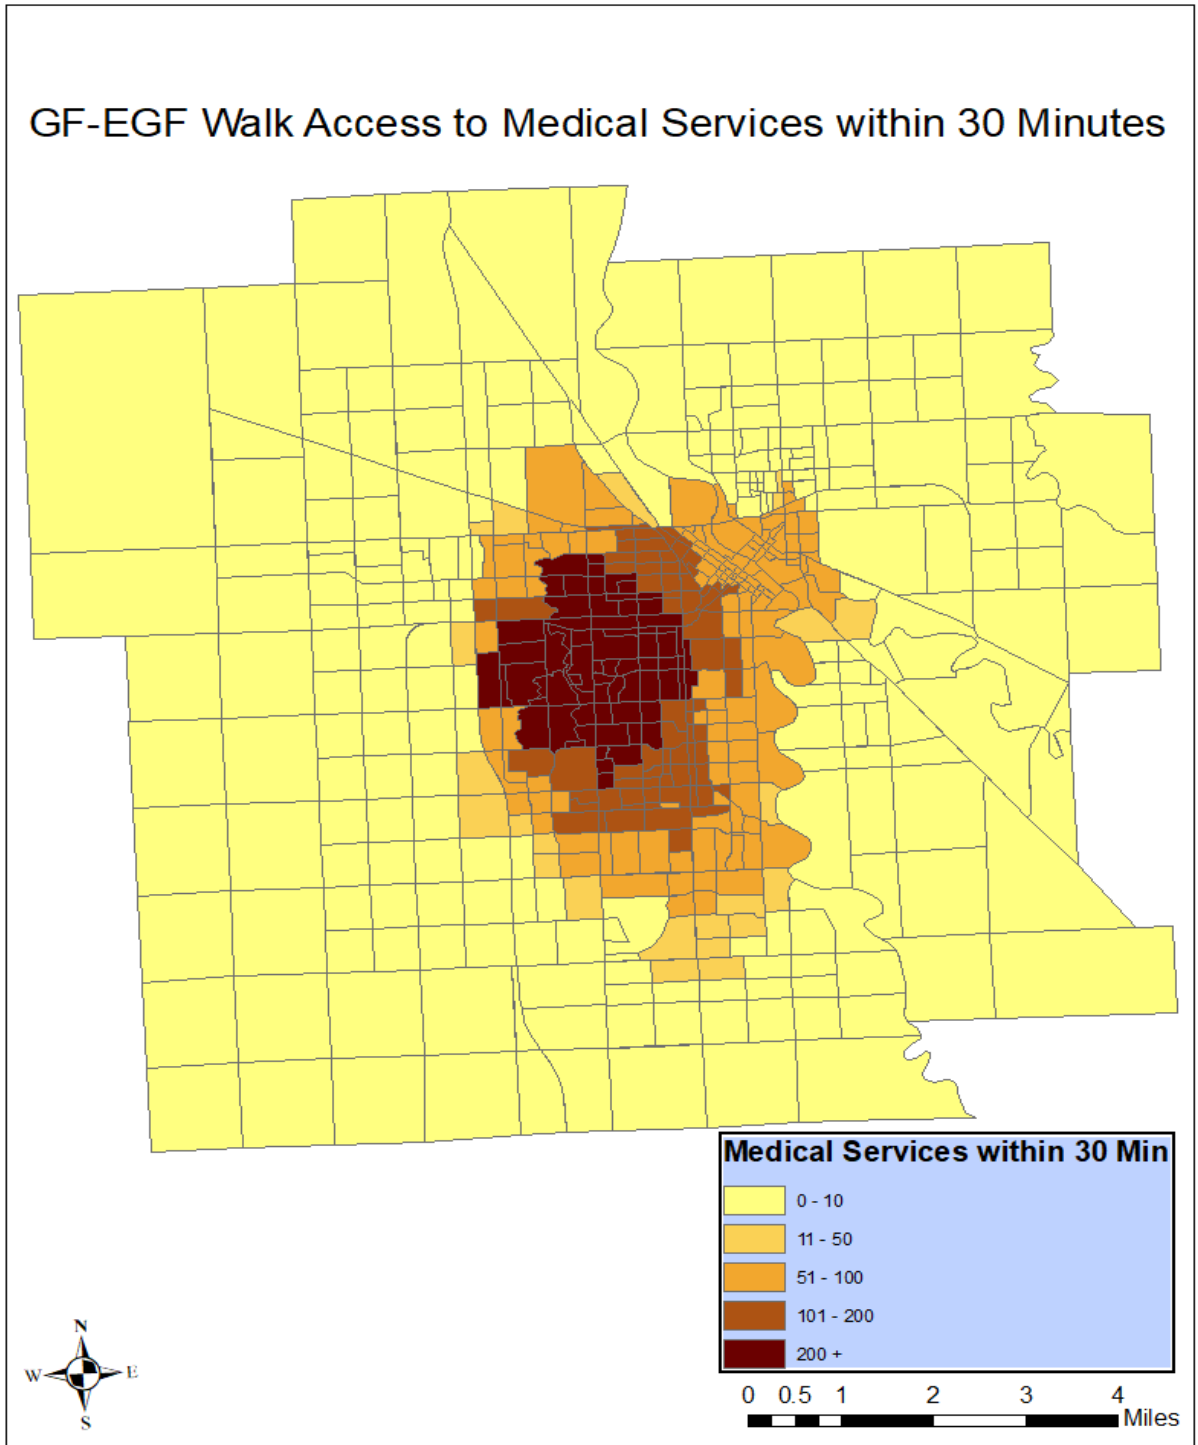 GF-EGF Walk Access to Medical Services within 30 Minutes
Medical Services within 30 Min
0 - 10
11 - 50
51 - 100
101 - 200
200 +
N
W E
S
0 0.5 1 2 3 4
Miles